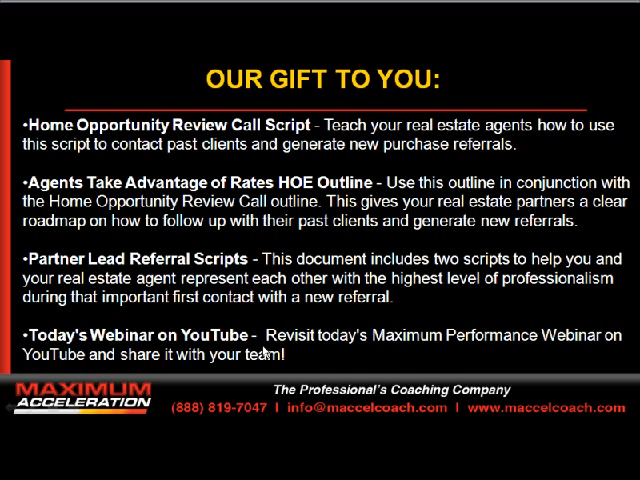 OUR GIFT TO YOU:
•Home Opportunity Review Call Script - Teach your real estate agents how to use
this script to contact past clients and generate new purchase referrals.
•Agents Take Advantage of Rates HOE Outline - Use this outline in conjunction with
the Home Opportunity Review Call outline. This gives your real estate partners a clear
roadmap on how to follow up with their past clients and generate new referrals.
•Partner Lead Referral Scripts - This document includes two scripts to help you and
your real estate agent represent each other with the highest level of professionalism
during that important first contact with a new referral.
•Today's Webinar on YouTube - Revisit today's Maximum Performance Webinar on
YouTube and share it with your team!
MAXIMUM
ACCELERATION
The Professional's Coaching Company
(888) 819-7047 | info@maccelcoach.com | www.maccelcoach.com